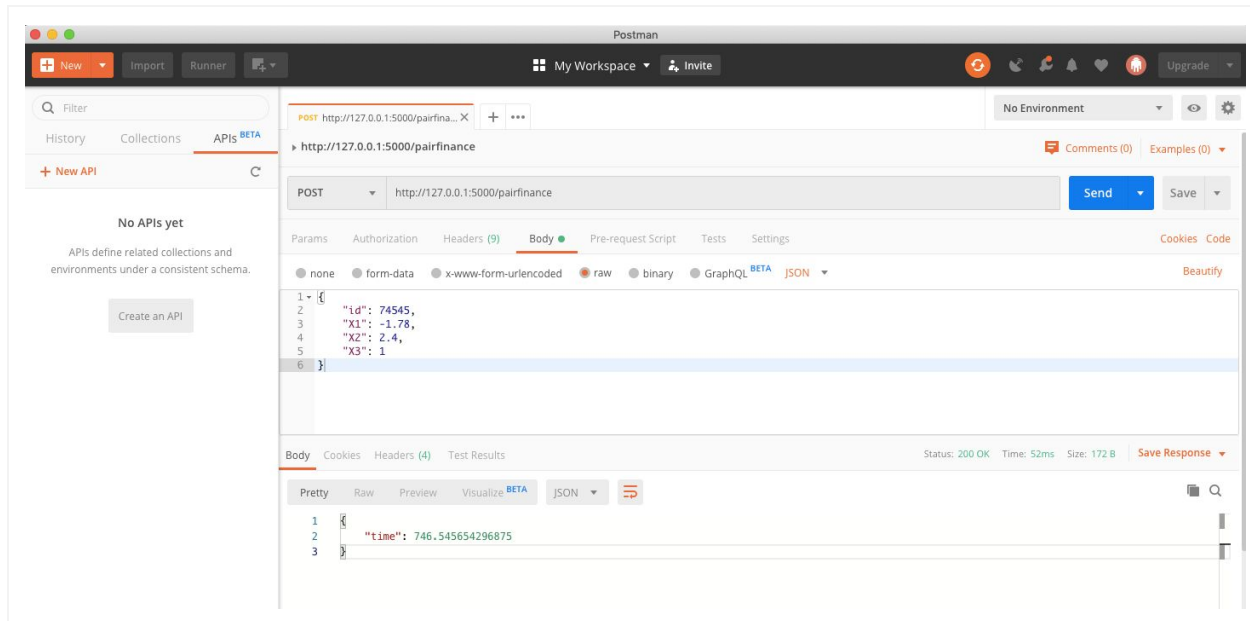 Postman
New Import Runner My Workspace Invite Upgrade
Filter
History Collections APIs BETA
+ New API
No APIs yet
APIs define related collections and
environments under a consistent schema.
Create an API
POST http://127.0.0.1:5000/pairfina... X + •••
No Environment
http://127.0.0.1:5000/pairfinance
Comments (0) Examples (0)
POST http://127.0.0.1:5000/pairfinance Send Save
Params Authorization Headers (9) Body Pre-request Script Tests Settings Cookies Code
none form-data x-www-form-urlencoded raw binary GraphQL BETA JSON Beautify
1 {
2 "id": 74545,
3 "X1": -1.78,
4 "X2": 2.4,
5 "X3": 1
6 }
Body Cookies Headers (4) Test Results Status: 200 OK Time: 52ms Size: 172 B Save Response
Pretty Raw Preview Visualize BETA JSON
1 {
2 "time": 746.545654296875
3 }